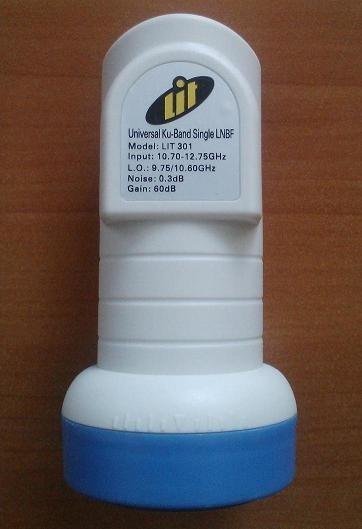 Lit
Universal Ku-Band Single LNBF
Model: LIT 301
Input: 10.70-12.75GHz
L.O.: 9.75/10.60GHz
Noise: 0.3dB
Gain: 60dB